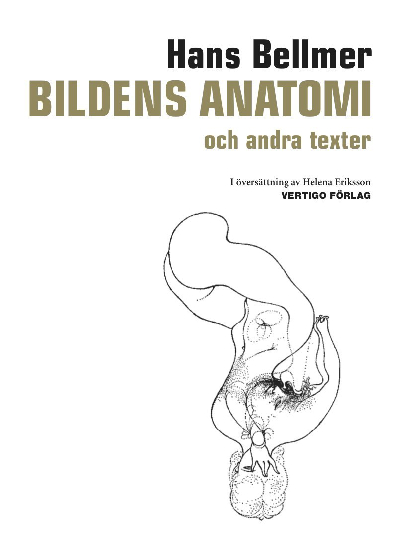 Hans Bellmer
BILDENS ANATOMI
och andra texter
I översättning av Helena Eriksson
VERTIGO FÖRLAG